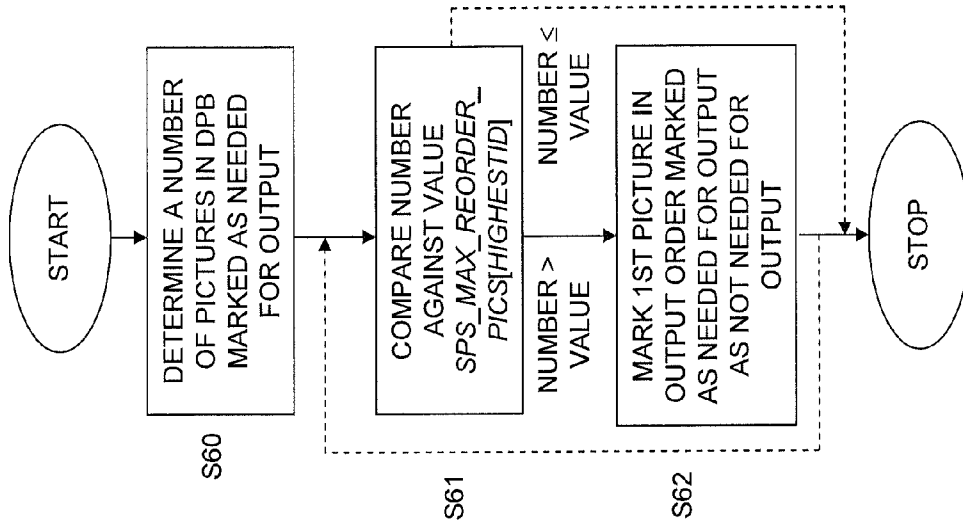 START
S60
DETERMINE A NUMBER
OF PICTURES IN DPB
MARKED AS NEEDED
FOR OUTPUT
S61
COMPARE NUMBER
AGAINST VALUE
SPS_MAX_REORDER_
PICS[HIGHESTID]
NUMBER >
VALUE
NUMBER ≤
VALUE
S62
MARK 1ST PICTURE IN
OUTPUT ORDER MARKED
AS NEEDED FOR OUTPUT
AS NOT NEEDED FOR
OUTPUT
STOP